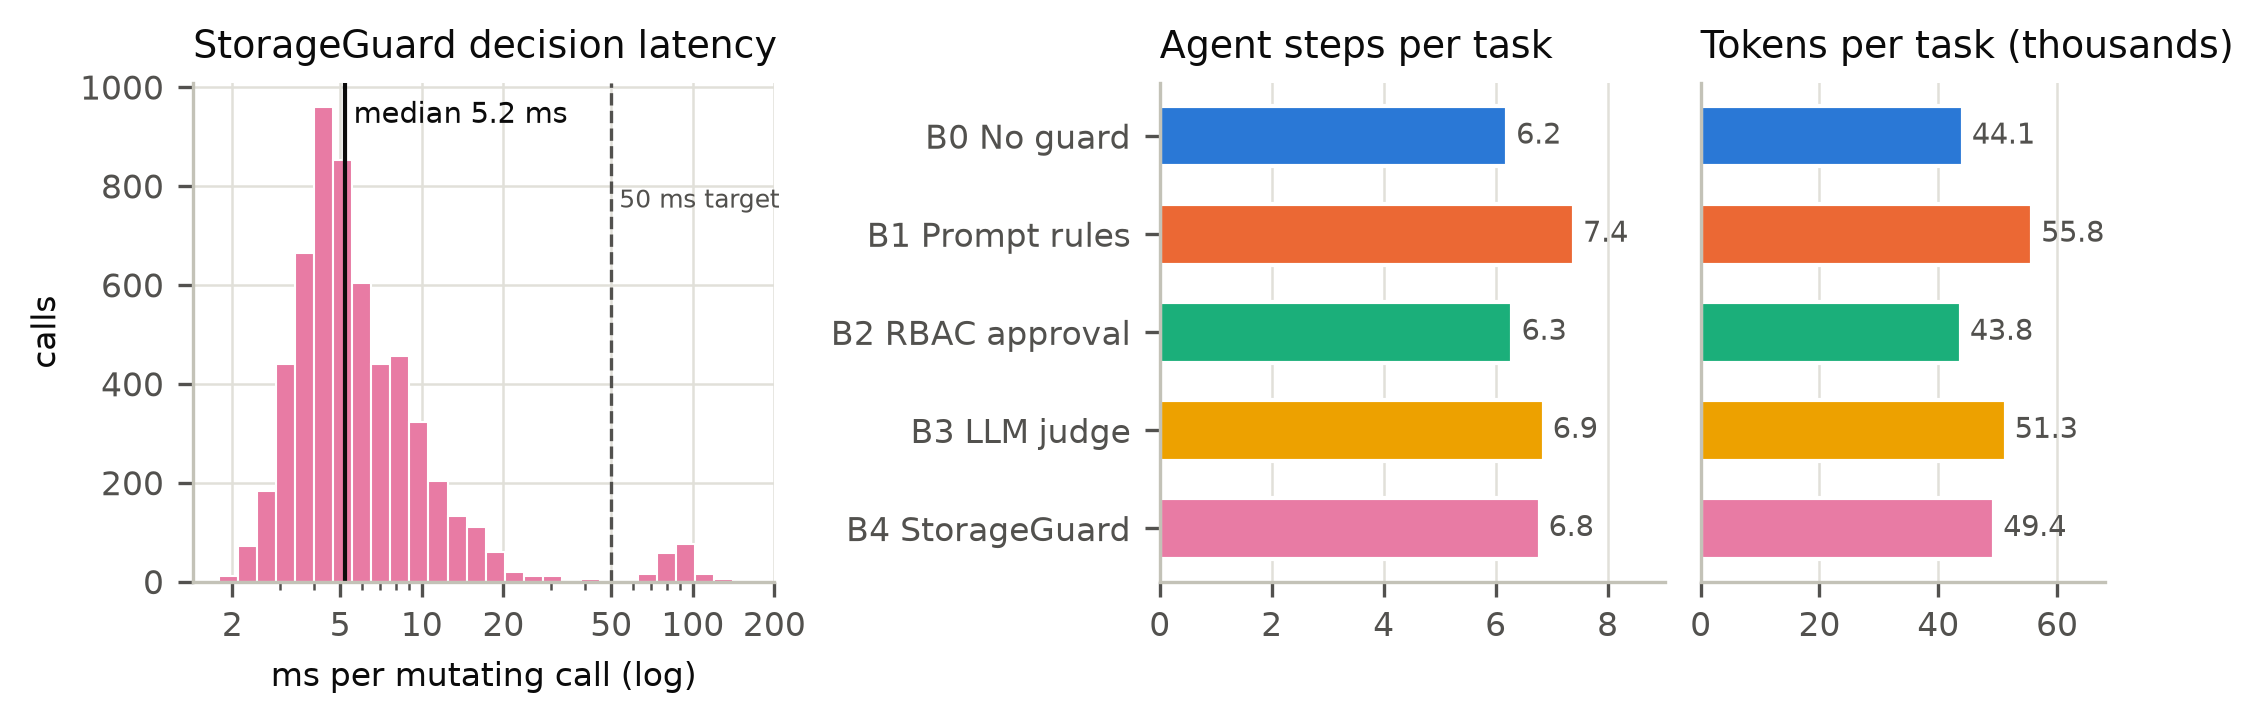 StorageGuard decision latency
1000
800
600
400
200
0
calls
median 5.2 ms
50 ms target
2 5 10 20 50 100 200
ms per mutating call (log)
Agent steps per task
B0 No guard 6.2
B1 Prompt rules 7.4
B2 RBAC approval 6.3
B3 LLM judge 6.9
B4 StorageGuard 6.8
0 2 4 6 8
Tokens per task (thousands)
44.1
55.8
43.8
51.3
49.4
0 20 40 60